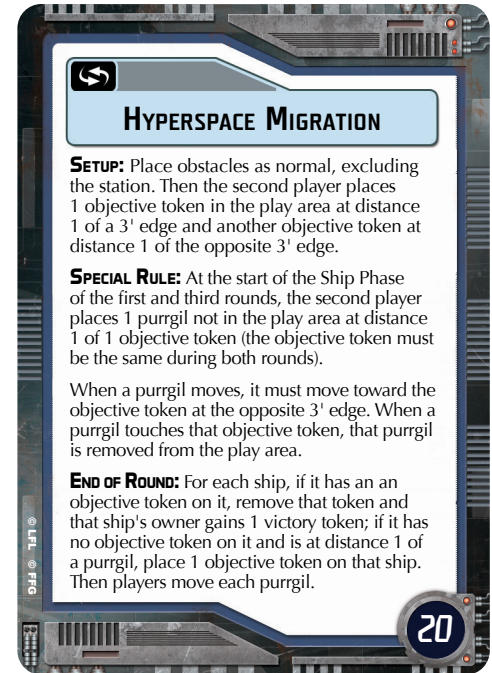 HYPERSPACE MIGRATION
SETUP: Place obstacles as normal, excluding
the station. Then the second player places
1 objective token in the play area at distance
1 of a 3' edge and another objective token at
distance 1 of the opposite 3' edge.
SPECIAL RULE: At the start of the Ship Phase
of the first and third rounds, the second player
places 1 purrgil not in the play area at distance
1 of 1 objective token (the objective token must
be the same during both rounds).
When a purrgil moves, it must move toward the
objective token at the opposite 3' edge. When a
purrgil touches that objective token, that purrgil
is removed from the play area.
END OF ROUND: For each ship, if it has an an
objective token on it, remove that token and
that ship's owner gains 1 victory token; if it has
no objective token on it and is at distance 1 of
a purrgil, place 1 objective token on that ship.
Then players move each purrgil.
© LFL © FFG
20